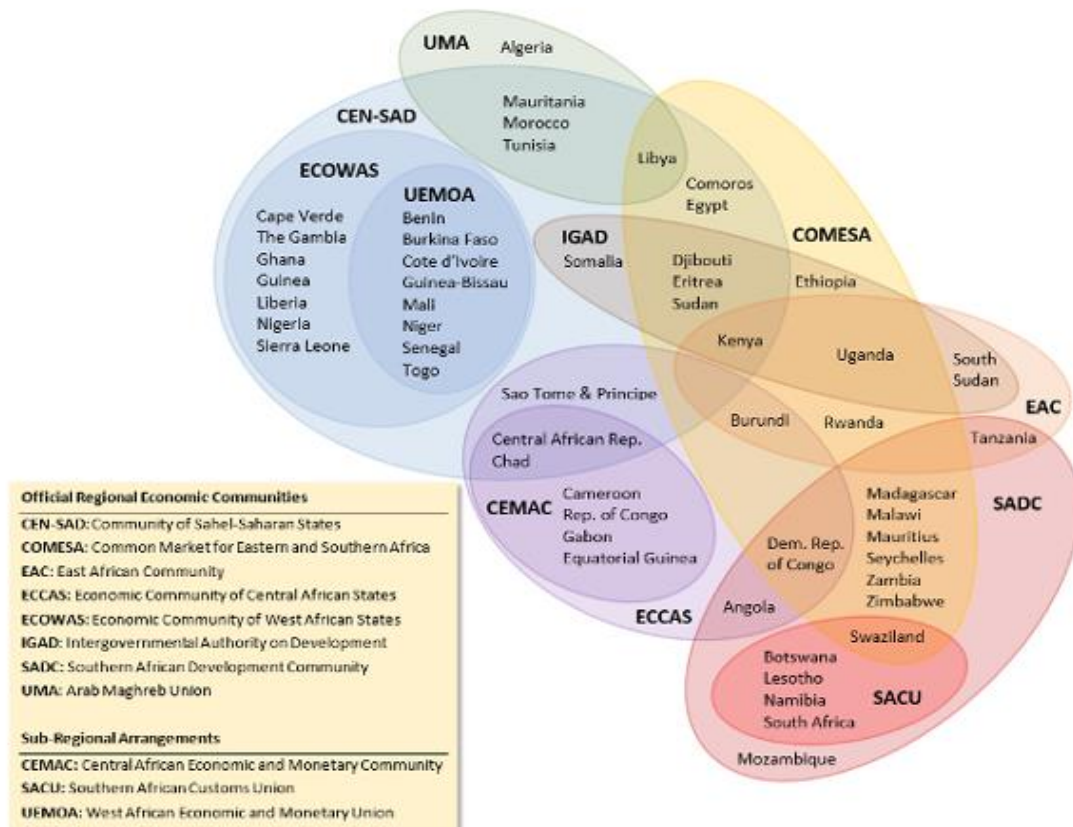 UMA
Algeria
Mauritania
Morocco
Tunisia
CEN-SAD
Libya
Comoros
Egypt
ECOWAS
Cape Verde
The Gambia
Ghana
Guinea
Liberia
Nigeria
Sierra Leone
UEMOA
Benin
Burkina Faso
Cote d'Ivoire
Guinea-Bissau
Mali
Niger
Senegal
Togo
IGAD
Somalia
Djibouti
Eritrea
Sudan
COMESA
Ethiopia
Kenya
Uganda
South
Sudan
EAC
Sao Tome & Principe
Burundi
Rwanda
Tanzania
Central African Rep.
Chad
CEMAC
Cameroon
Rep. of Congo
Gabon
Equatorial Guinea
ECCAS
Dem. Rep.
of Congo
Angola
Madagascar
Malawi
Mauritius
Seychelles
Zambia
Zimbabwe
SADC
Swaziland
Botswana
Lesotho
Namibia
South Africa
SACU
Mozambique
Official Regional Economic Communities
CEN-SAD: Community of Sahel-Saharan States
COMESA: Common Market for Eastern and Southern Africa
EAC: East African Community
ECCAS: Economic Community of Central African States
ECOWAS: Economic Community of West African States
IGAD: Intergovernmental Authority on Development
SADC: Southern African Development Community
UMA: Arab Maghreb Union
Sub-Regional Arrangements
CEMAC: Central African Economic and Monetary Community
SACU: Southern African Customs Union
UEMOA: West African Economic and Monetary Union